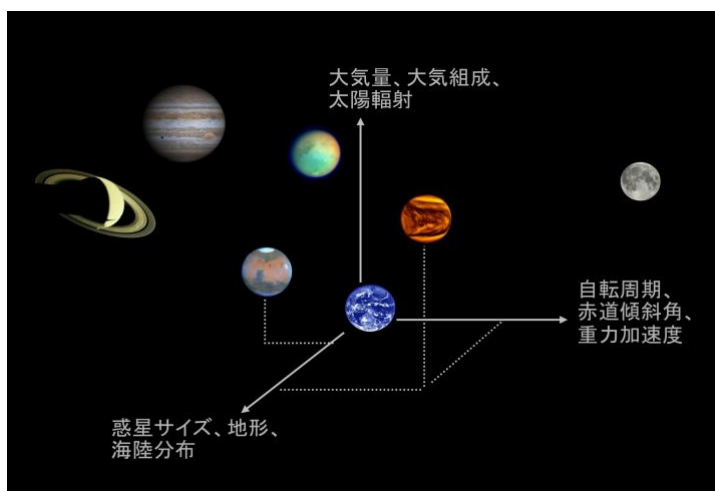 大気量、大気組成、
太陽輻射
自転周期、
赤道傾斜角、
重力加速度
惑星サイズ、地形、
海陸分布